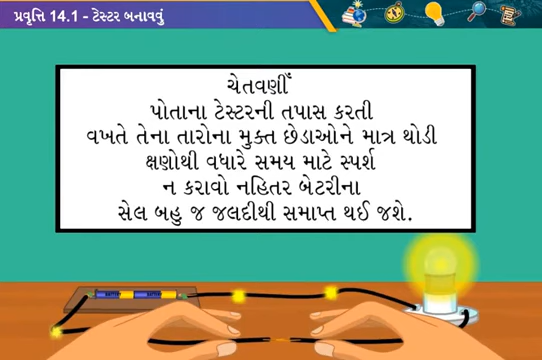 પ્રવૃત્તિ 14.1 - ટેસ્ટર બનાવવું
ચેતવણીઁ
પોતાના ટેસ્ટરની તપાસ કરતી
વખતે તેના તારોના મુક્ત છેડાઓને માત્ર થોડી
ક્ષણોથી વધારે સમય માટે સ્પર્શ
ન કરાવો નહિતર બેટરીના
સેલ બહુ જ જલદીથી સમાપ્ત થઈ જશે.